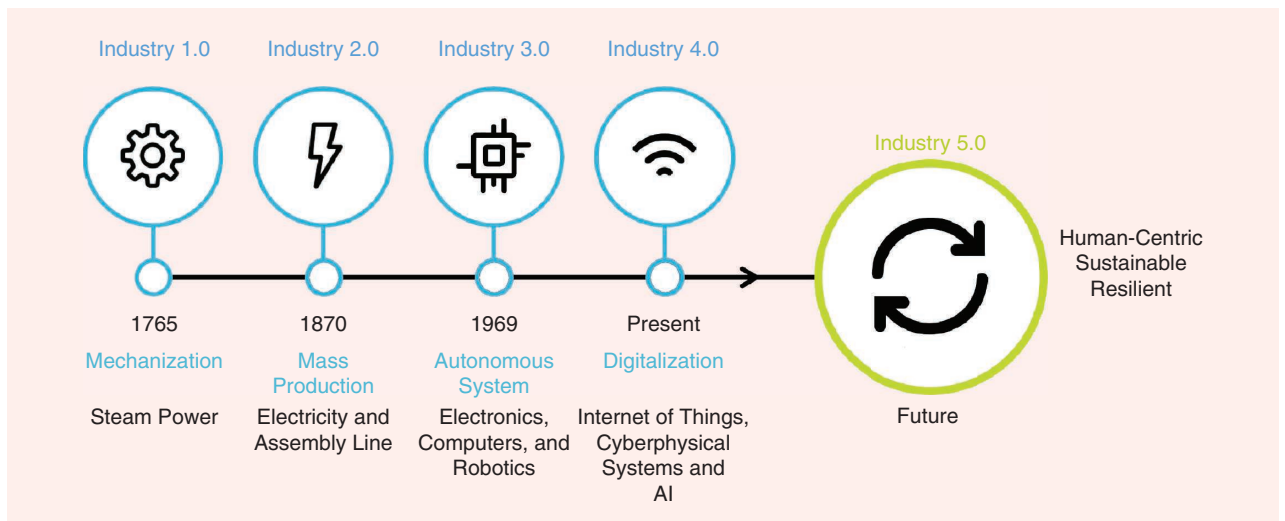 Industry 1.0
Industry 2.0
Industry 3.0
Industry 4.0
Industry 5.0
Human-Centric
Sustainable
Resilient
1765
1870
1969
Present
Mechanization
Mass
Production
Autonomous
System
Digitalization
Steam Power
Electricity and
Assembly Line
Electronics,
Computers, and
Robotics
Internet of Things,
Cyberphysical
Systems and
AI
Future